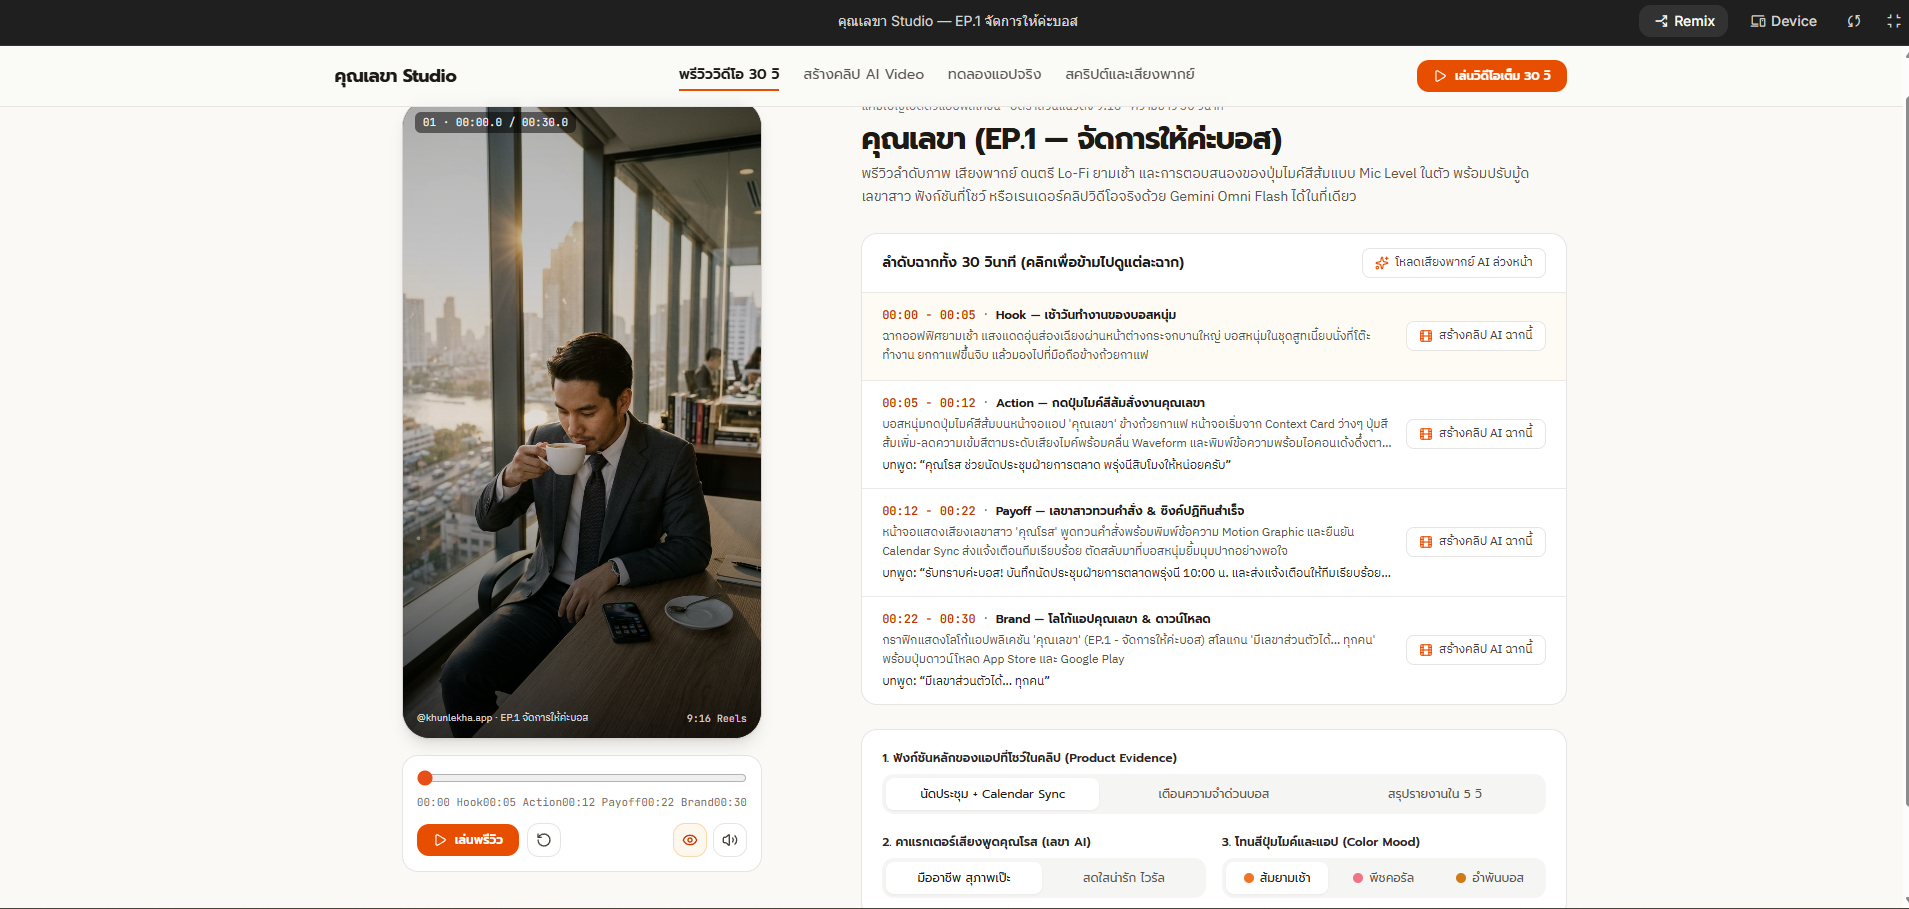 คุณเลขา Studio — EP.1 จัดการให้ค่ะบอส
Remix
Device
คุณเลขา Studio
พรีวิววิดีโอ 30 วิ
สร้างคลิป AI Video
ทดลองแอปจริง
สคริปต์และเสียงพากย์
เล่นวิดีโอเต็ม 30 วิ
01 · 00:00.0 / 00:30.0
@khunlekha.app · EP.1 จัดการให้ค่ะบอส
9:16 Reels
00:00 Hook00:05 Action00:12 Payoff00:22 Brand00:30
เล่นพรีวิว
คุณเลขา (EP.1 — จัดการให้ค่ะบอส)
พรีวิวลำดับภาพ เสียงพากย์ ดนตรี Lo-Fi ยามเช้า และการตอบสนองของปุ่มไมค์สีส้มแบบ Mic Level ในตัว พร้อมปรับมู้ด
เลขาสาว ฟังก์ชันที่โชว์ หรือเรนเดอร์คลิปวิดีโอจริงด้วย Gemini Omni Flash ได้ในที่เดียว
ลำดับฉากทั้ง 30 วินาที (คลิกเพื่อข้ามไปดูแต่ละฉาก)
โหลดเสียงพากย์ AI ล่วงหน้า
00:00 - 00:05 · Hook — เช้าวันทำงานของบอสหนุ่ม
ฉากออฟฟิศยามเช้า แสงแดดอุ่นส่องเฉียงผ่านหน้าต่างกระจกบานใหญ่ บอสหนุ่มในชุดสูทเนี้ยบนั่งที่โต๊ะ
ทำงาน ยกกาแฟขึ้นจิบ แล้วมองไปที่มือถือข้างถ้วยกาแฟ
สร้างคลิป AI ฉากนี้
00:05 - 00:12 · Action — กดปุ่มไมค์สีส้มสั่งงานคุณเลขา
บอสหนุ่มกดปุ่มไมค์สีส้มบนหน้าจอแอป 'คุณเลขา' ข้างถ้วยกาแฟ หน้าจอเริ่มจาก Context Card ว่างๆ ปุ่มสี
ส้มเพิ่ม-ลดความเข้มสีตามระดับเสียงไมค์พร้อมคลื่น Waveform และพิมพ์ข้อความพร้อมไอคอนเด้งดึ๋งตา...
บทพูด: “คุณโรส ช่วยนัดประชุมฝ่ายการตลาด พรุ่งนี้สิบโมงให้หน่อยครับ”
สร้างคลิป AI ฉากนี้
00:12 - 00:22 · Payoff — เลขาสาวทวนคำสั่ง & ซิงค์ปฏิทินสำเร็จ
หน้าจอแสดงเสียงเลขาสาว 'คุณโรส' พูดทวนคำสั่งพร้อมพิมพ์ข้อความ Motion Graphic และยืนยัน
Calendar Sync ส่งแจ้งเตือนทีมเรียบร้อย ตัดสลับมาที่บอสหนุ่มยิ้มมุมปากอย่างพอใจ
บทพูด: “รับทราบค่ะบอส! บันทึกนัดประชุมฝ่ายการตลาดพรุ่งนี้ 10:00 น. และส่งแจ้งเตือนให้ทีมเรียบร้อย...
สร้างคลิป AI ฉากนี้
00:22 - 00:30 · Brand — โลโก้แอปคุณเลขา & ดาวน์โหลด
กราฟิกแสดงโลโก้แอปพลิเคชัน 'คุณเลขา' (EP.1 - จัดการให้ค่ะบอส) สโลแกน 'มีเลขาส่วนตัวได้... ทุกคน'
พร้อมปุ่มดาวน์โหลด App Store และ Google Play
บทพูด: “มีเลขาส่วนตัวได้... ทุกคน”
สร้างคลิป AI ฉากนี้
1. ฟังก์ชันหลักของแอปที่โชว์ในคลิป (Product Evidence)
นัดประชุม + Calendar Sync
เตือนความจำด่วนบอส
สรุปรายงานใน 5 วิ
2. คาแรกเตอร์เสียงพูดคุณโรส (เลขา AI)
มืออาชีพ สุภาพเป๊ะ
สดใสน่ารัก ไวรัล
3. โทนสีปุ่มไมค์และแอป (Color Mood)
ส้มยามเช้า
พีชคอรัล
อำพันบอส